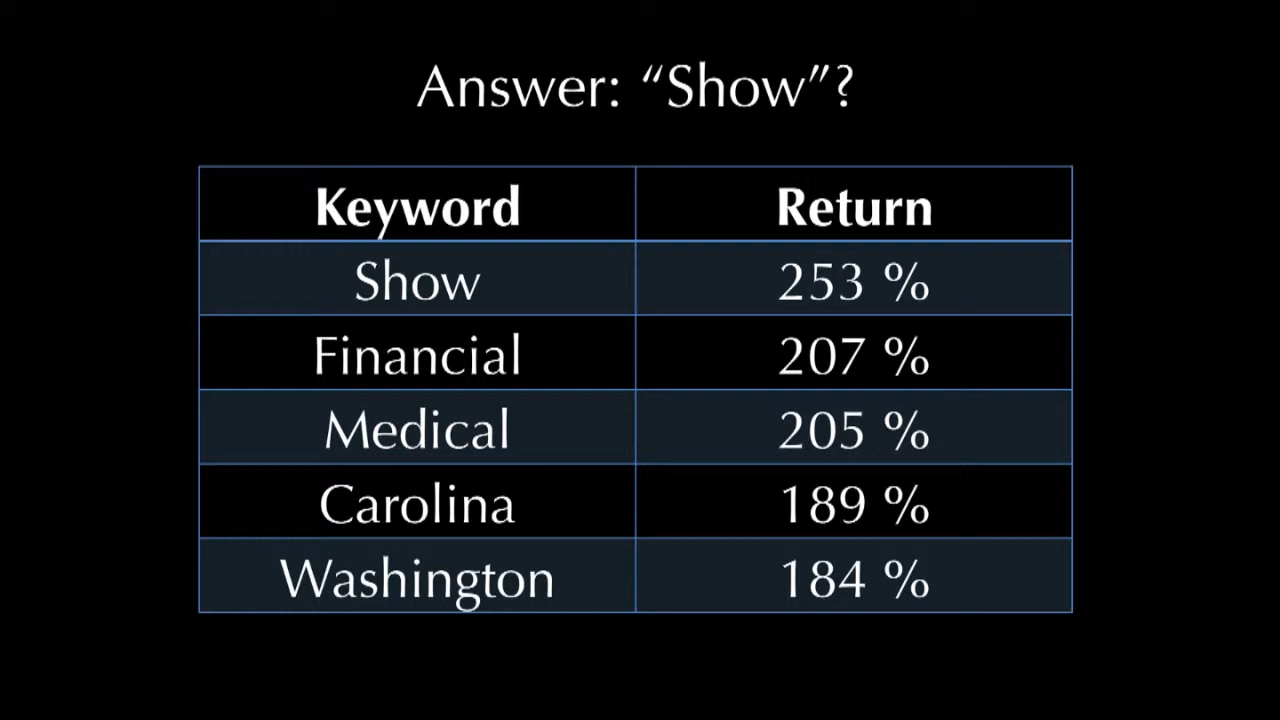 Answer: “Show”?
Keyword Return
Show 253 %
Financial 207 %
Medical 205 %
Carolina 189 %
Washington 184 %